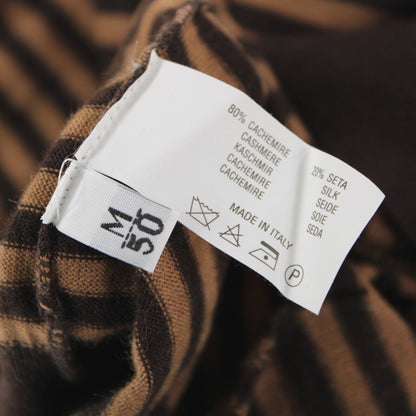 80% CACHEMIRE
CASHMERE
KASCHMIR
CACHEMIRE
CACHEMIRE
20% SETA
SILK
SEIDE
SOIE
SEDA
MADE IN ITALY
P
M
50